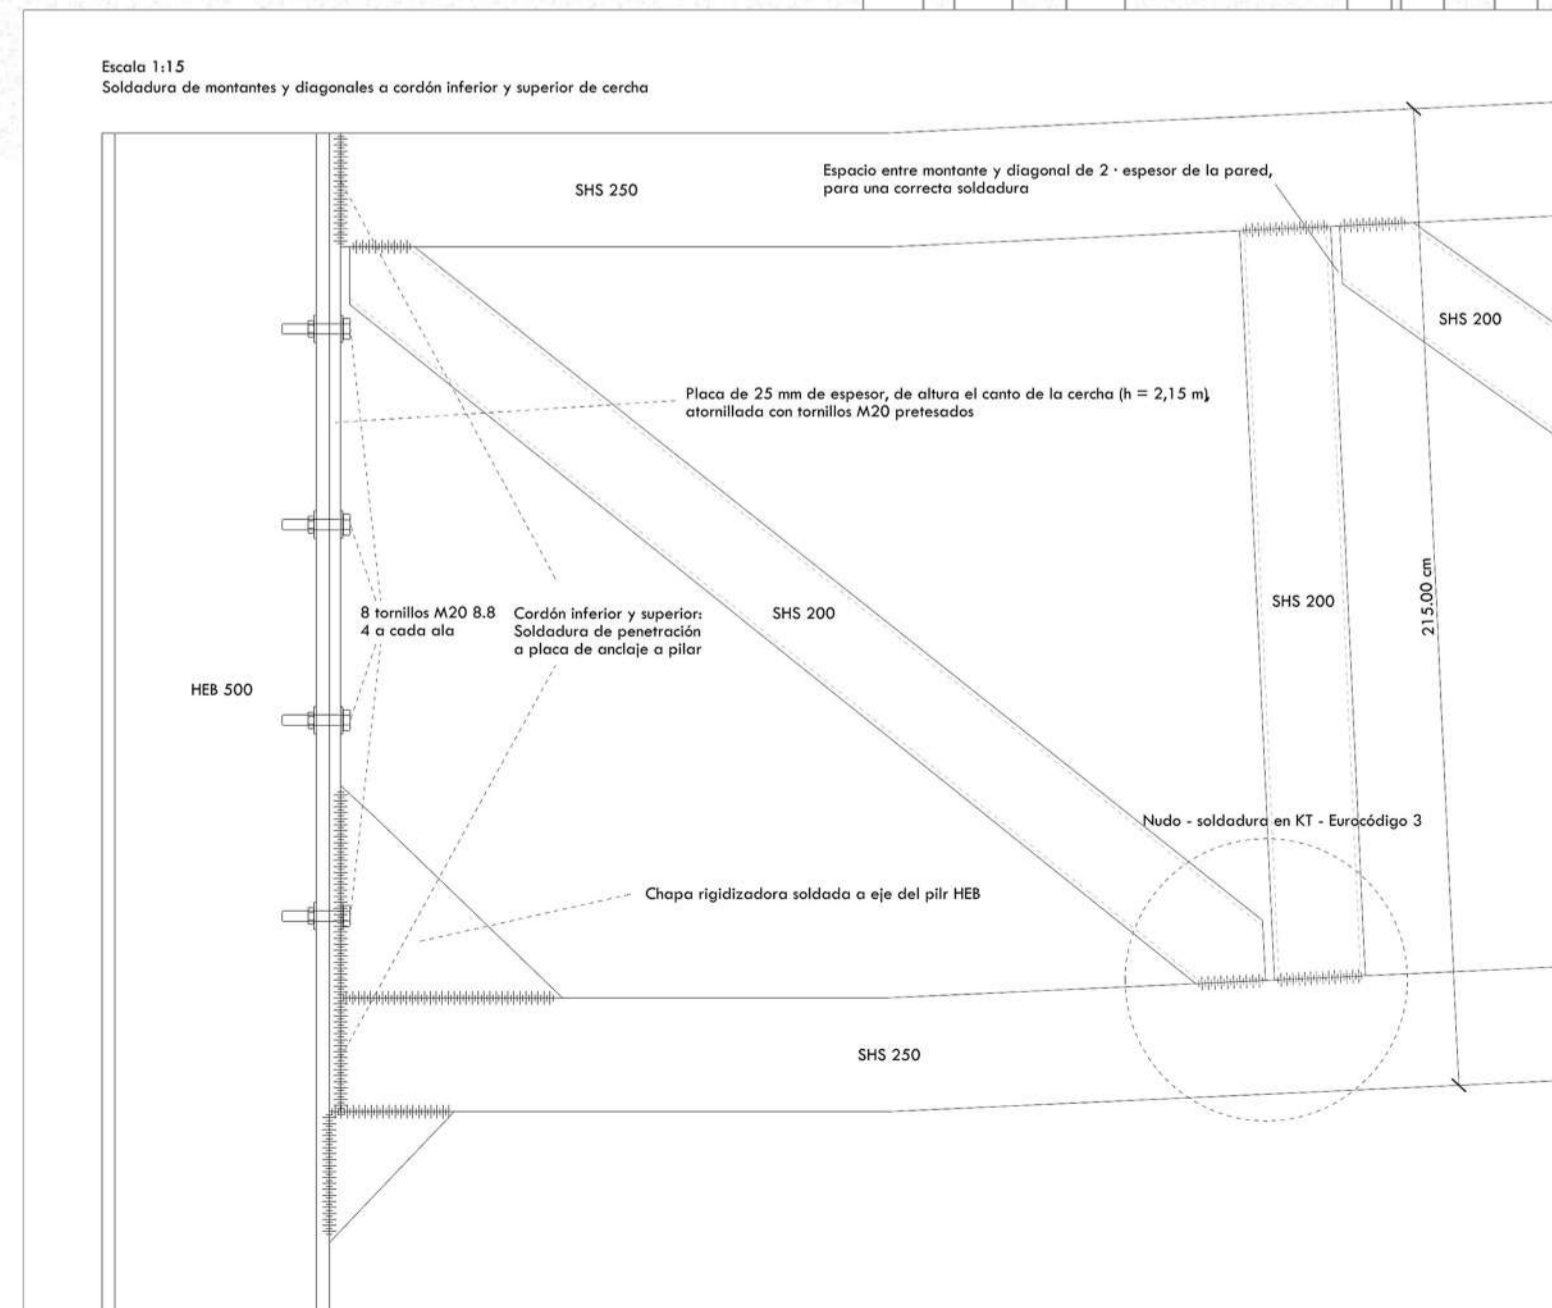 Escala 1:15
Soldadura de montantes y diagonales a cordón inferior y superior de cercha
Espacio entre montante y diagonal de 2 · espesor de la pared,
para una correcta soldadura
SHS 250
SHS 200
Placa de 25 mm de espesor, de altura el canto de la cercha (h = 2,15 m),
atornillada con tornillos M20 pretesados
215.00 cm
SHS 200
8 tornillos M20 8.8
4 a cada ala
Cordón inferior y superior:
Soldadura de penetración
a placa de anclaje a pilar
SHS 200
HEB 500
Nudo - soldadura en KT - Eurocódigo 3
Chapa rigidizadora soldada a eje del pilr HEB
SHS 250